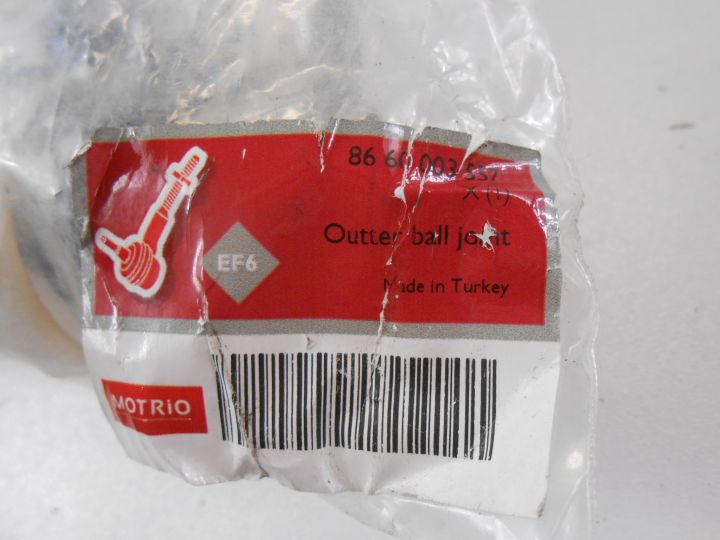 86 60 003 557
X (1)
Outter ball joint
EF6
Made in Turkey
MOTRIO